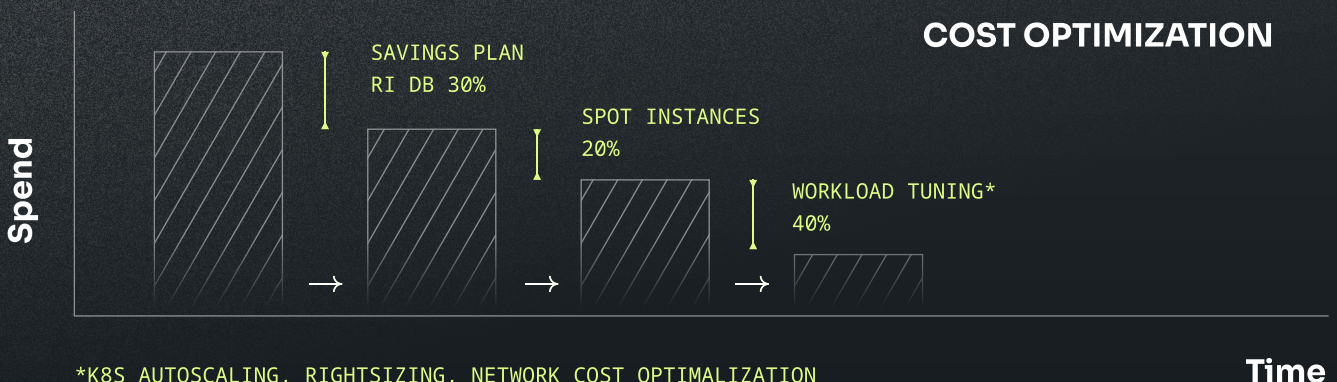 COST OPTIMIZATION
SAVINGS PLAN
RI DB 30%
SPOT INSTANCES
20%
WORKLOAD TUNING*
40%
Spend
Time
*K8S AUTOSCALING, RIGHTSIZING, NETWORK COST OPTIMALIZATION